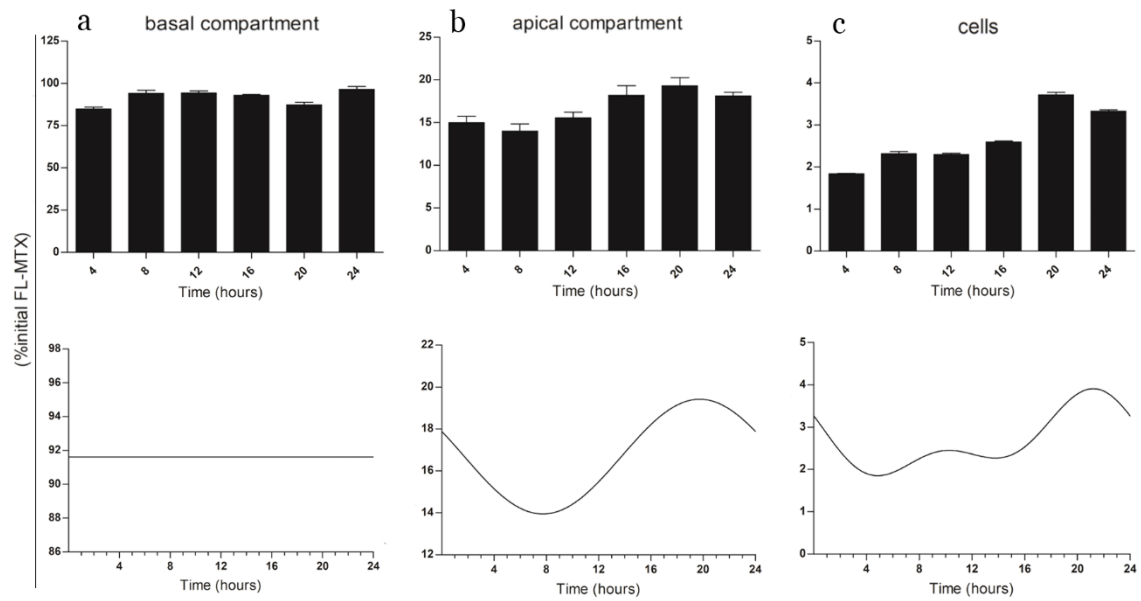 a
basal compartment
125
100
75
50
25
0
4 8 12 16 20 24
Time (hours)
b
apical compartment
25
20
15
10
5
0
4 8 12 16 20 24
Time (hours)
c
cells
5
4
3
2
1
0
4 8 12 16 20 24
Time (hours)
(%initial FL-MTX)
98
96
94
92
90
88
86
4 8 12 16 20 24
Time (hours)
22
20
18
16
14
12
4 8 12 16 20 24
Time (hours)
5
4
3
2
1
0
4 8 12 16 20 24
Time (hours)